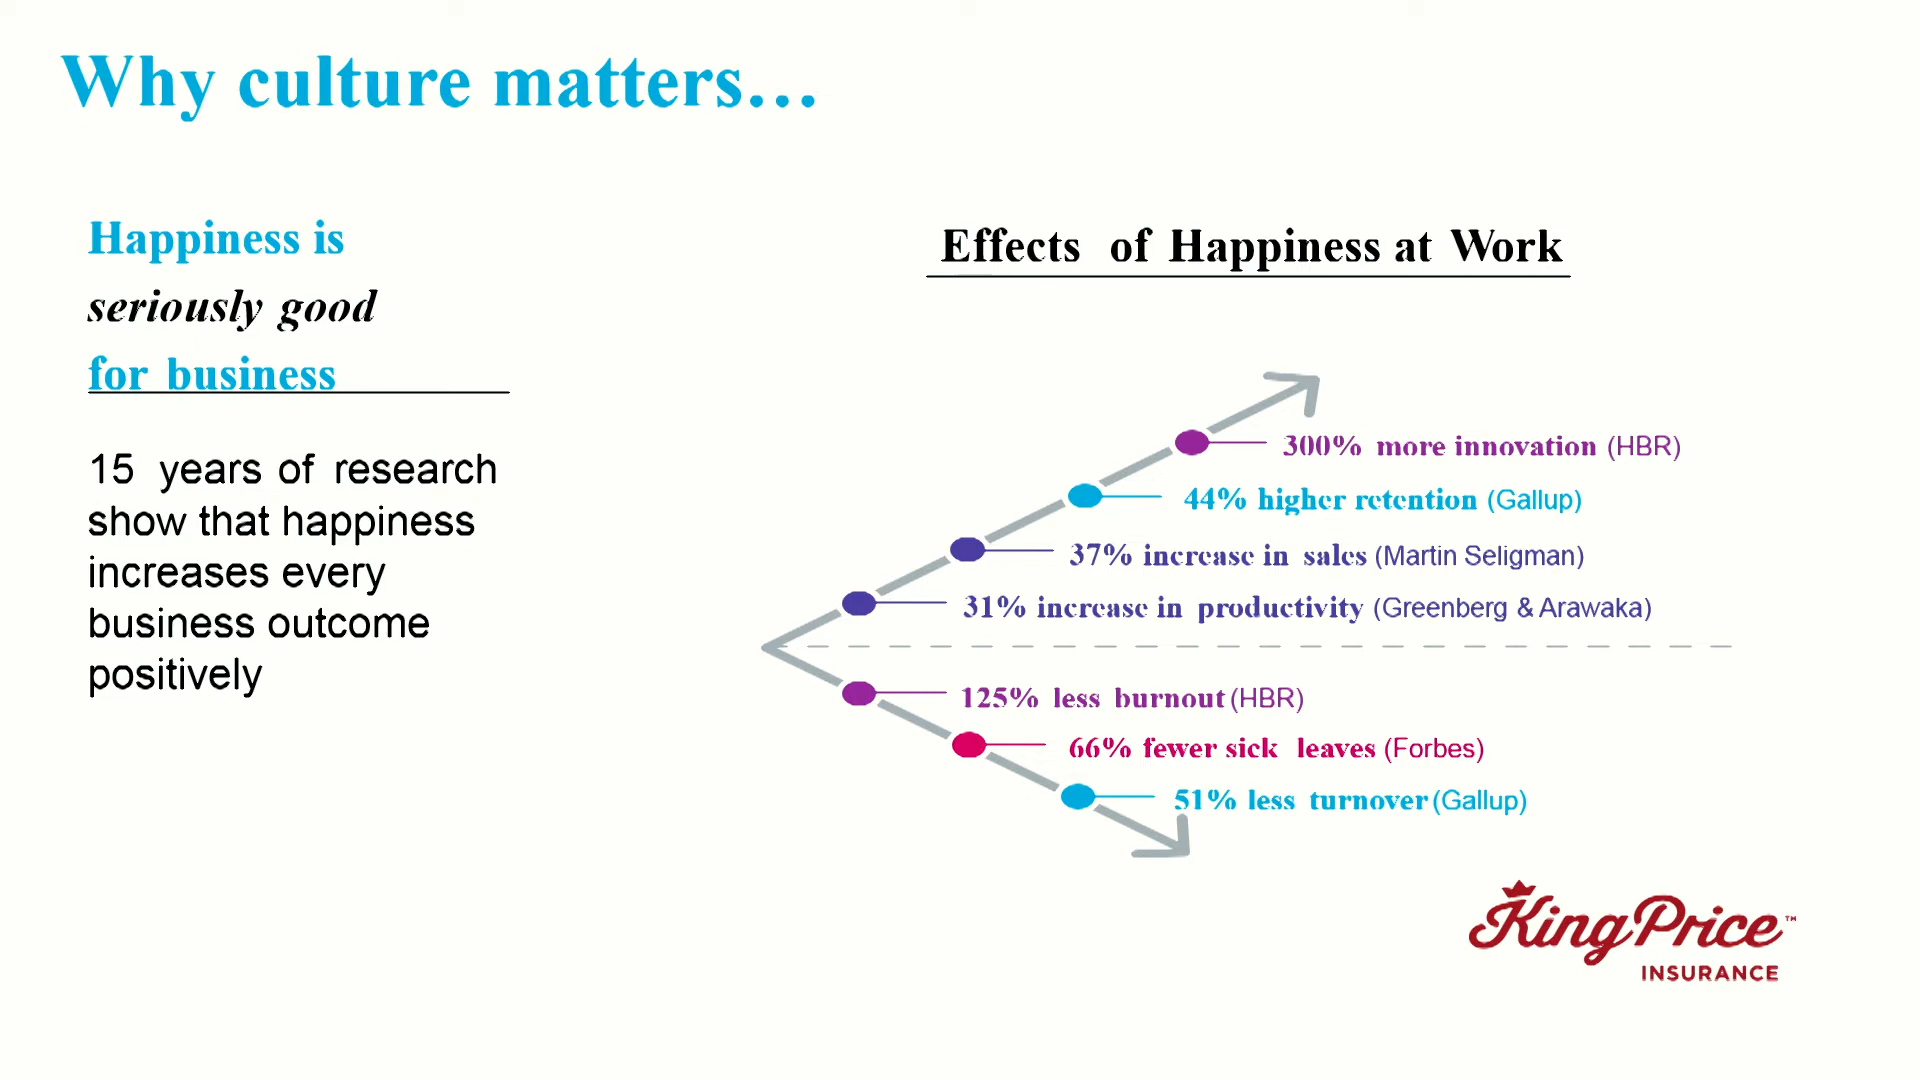 Why culture matters…
Happiness is
seriously good
for business
15 years of research
show that happiness
increases every
business outcome
positively
Effects of Happiness at Work
300% more innovation (HBR)
44% higher retention (Gallup)
37% increase in sales (Martin Seligman)
31% increase in productivity (Greenberg & Arawaka)
125% less burnout (HBR)
66% fewer sick leaves (Forbes)
51% less turnover (Gallup)
King Price™
INSURANCE